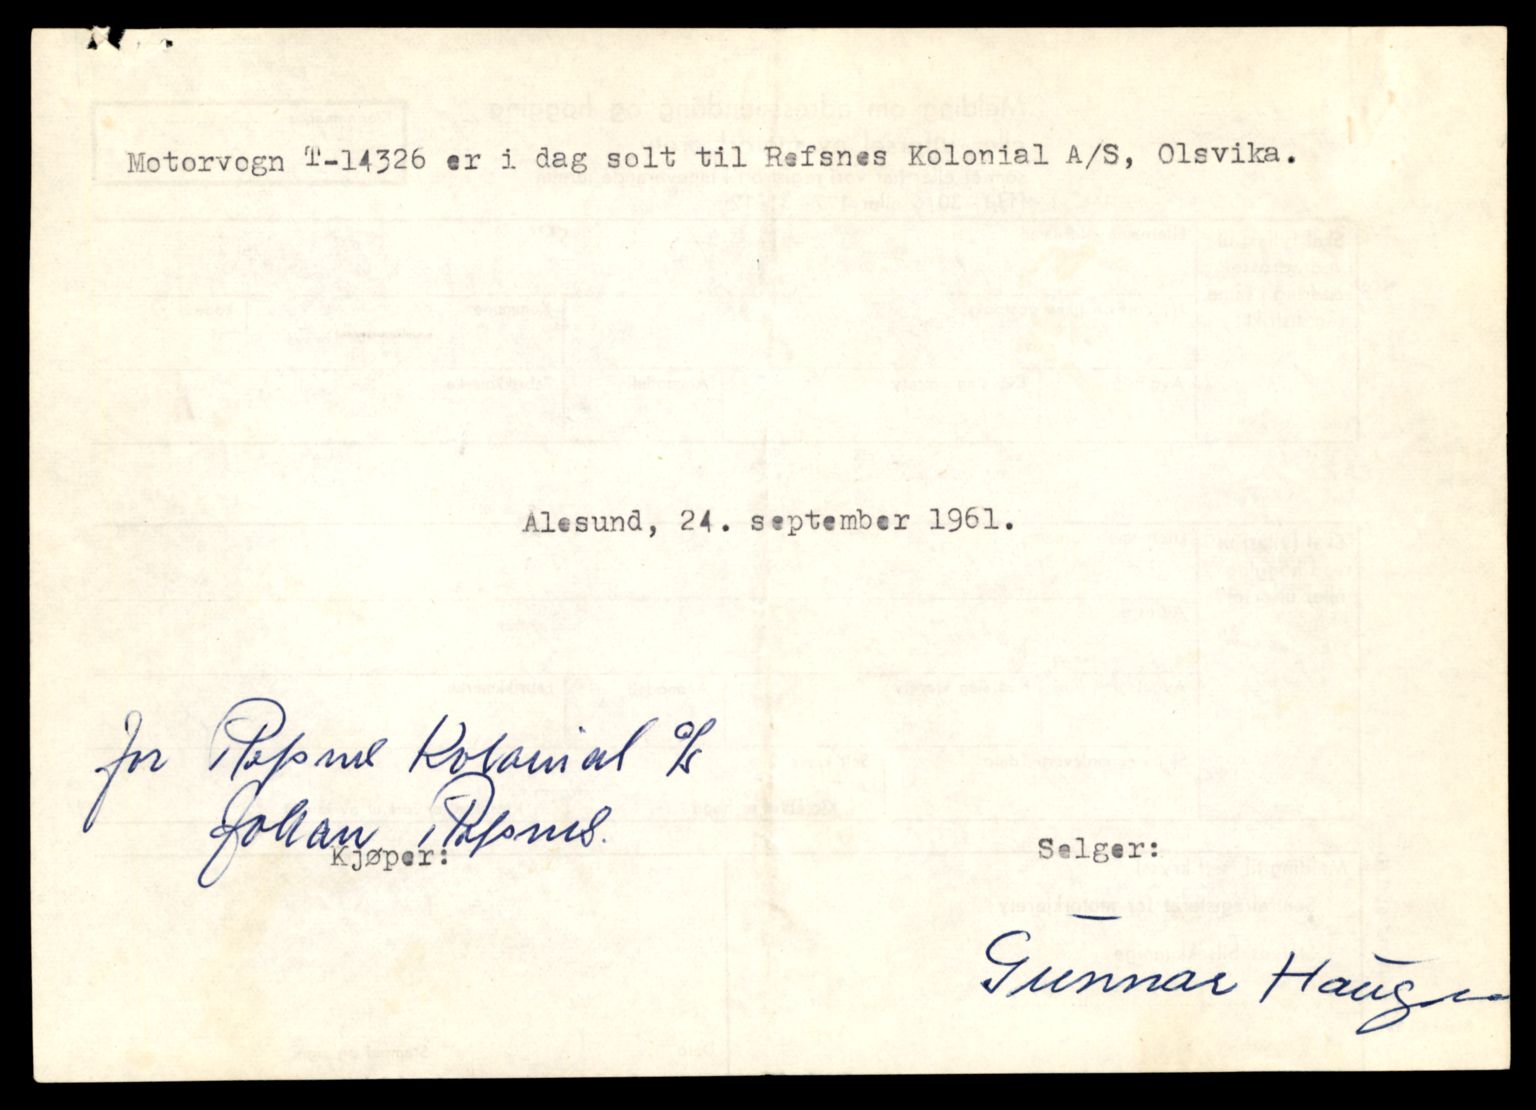 Motorvogn T-14326 er i dag solt til Refsnes Kolonial A/S, Olsvika.
Alesund, 24. september 1961.
for Refsnes Kolonial A/S
Johan Refsnes.
Kjøper:
Selger:
Gunnar Haugen